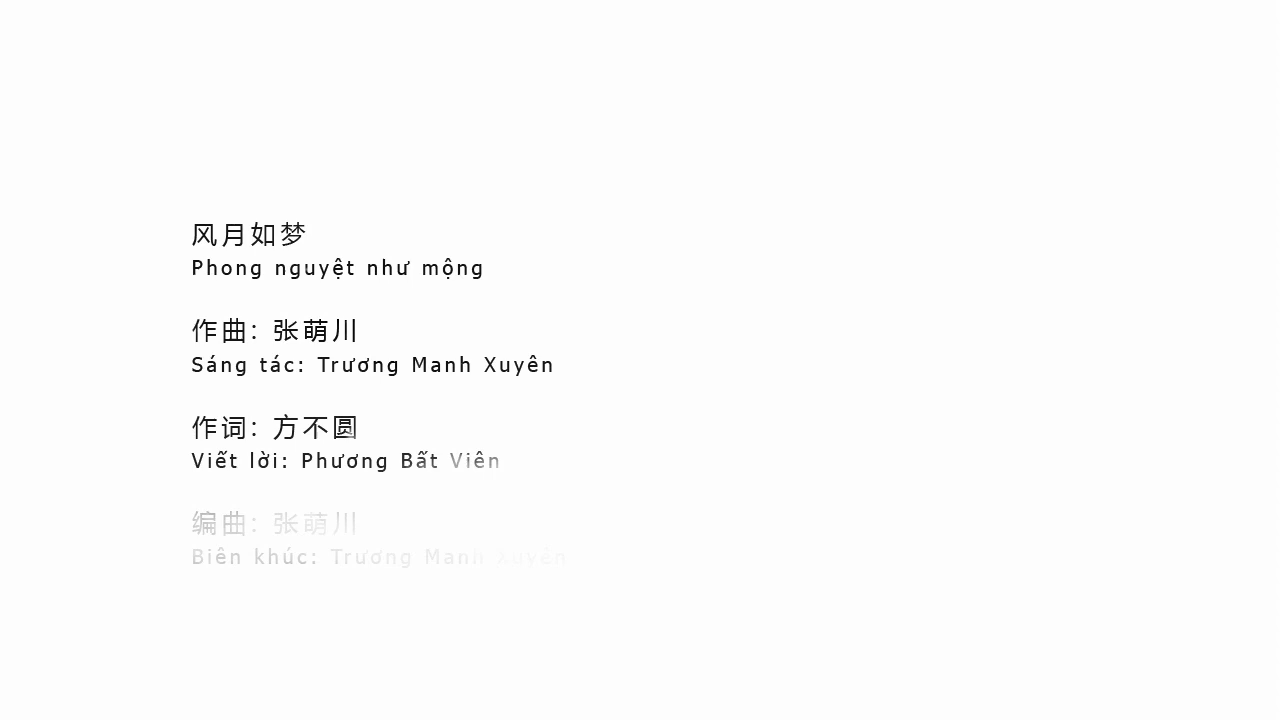 风月如梦
Phong nguyệt như mộng
作曲: 张萌川
Sáng tác: Trương Manh Xuyên
作词: 方不圆
Viết lời: Phương Bất Viên
编曲: 张萌川
Biên khúc: Trương Manh Xuyên